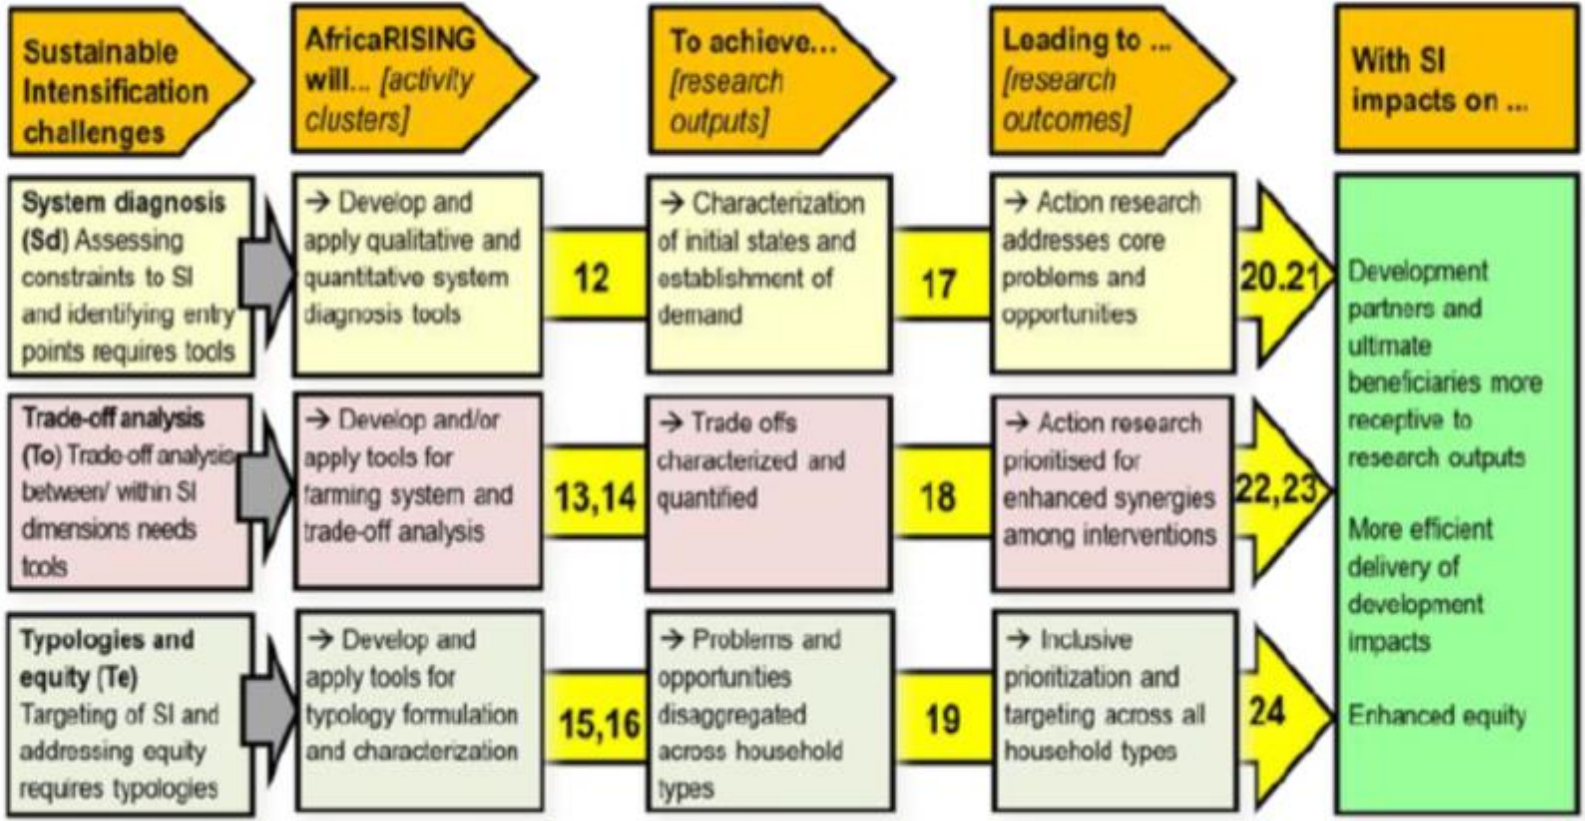 Sustainable
Intensification
challenges
AfricaRISING
will... [activity
clusters]
To achieve...
[research
outputs]
Leading to ...
[research
outcomes]
With SI
impacts on ...
System diagnosis
(Sd) Assessing
constraints to SI
and identifying entry
points requires tools
→ Develop and
apply qualitative and
quantitative system
diagnosis tools
12
→ Characterization
of initial states and
establishment of
demand
17
→ Action research
addresses core
problems and
opportunities
20.21
Trade-off analysis
(To) Trade-off analysis
between/ within SI
dimensions needs
tools
→ Develop and/or
apply tools for
farming system and
trade-off analysis
13,14
→ Trade offs
characterized and
quantified
18
→ Action research
prioritised for
enhanced synergies
among interventions
22,23
Typologies and
equity (Te)
Targeting of SI and
addressing equity
requires typologies
→ Develop and
apply tools for
typology formulation
and characterization
15,16
→ Problems and
opportunities
disaggregated
across household
types
19
→ Inclusive
prioritization and
targeting across all
household types
24
Development
partners and
ultimate
beneficiaries more
receptive to
research outputs
More efficient
delivery of
development
impacts
Enhanced equity